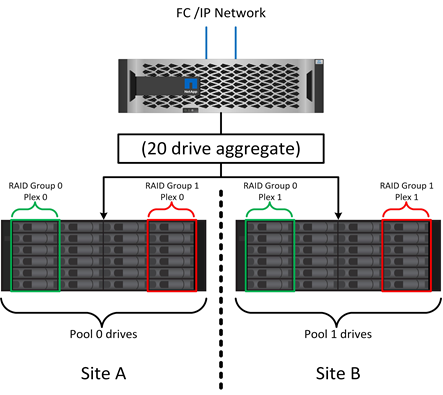 FC /IP Network
NetApp
(20 drive aggregate)
RAID Group 0
Plex 0
RAID Group 1
Plex 0
RAID Group 0
Plex 1
RAID Group 1
Plex 1
Pool 0 drives
Pool 1 drives
Site A
Site B